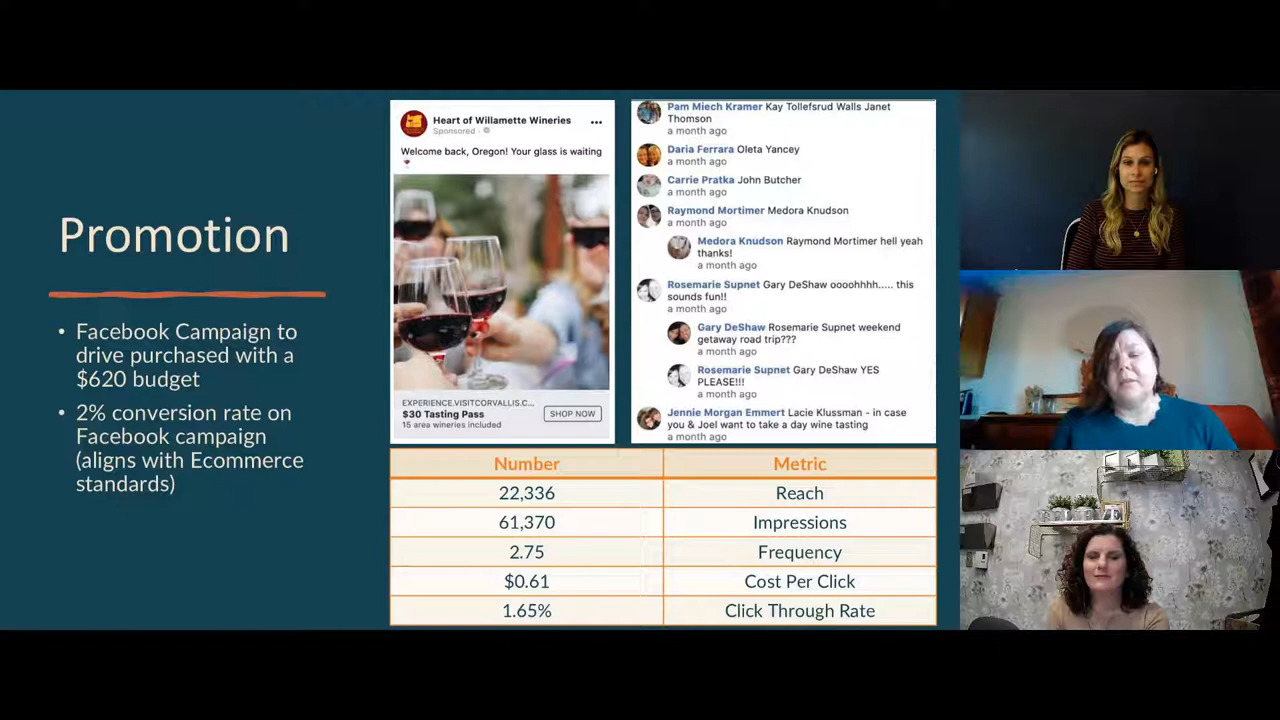 Promotion
• Facebook Campaign to
drive purchased with a
$620 budget
• 2% conversion rate on
Facebook campaign
(aligns with Ecommerce
standards)
Heart of Willamette Wineries
Sponsored ·
Welcome back, Oregon! Your glass is waiting
🍷
EXPERIENCE.VISITCORVALLIS.C...
$30 Tasting Pass
15 area wineries included
SHOP NOW
Pam Miech Kramer Kay Tollefsrud Walls Janet
Thomson
a month ago
Daria Ferrara Oleta Yancey
a month ago
Carrie Pratka John Butcher
a month ago
Raymond Mortimer Medora Knudson
a month ago
Medora Knudson Raymond Mortimer hell yeah
thanks!
a month ago
Rosemarie Supnet Gary DeShaw ooohhhh..... this
sounds fun!!
a month ago
Gary DeShaw Rosemarie Supnet weekend
getaway road trip???
a month ago
Rosemarie Supnet Gary DeShaw YES
PLEASE!!!
a month ago
Jennie Morgan Emmert Lacie Klussman - in case
you & Joel want to take a day wine tasting
a month ago
Number Metric
22,336 Reach
61,370 Impressions
2.75 Frequency
$0.61 Cost Per Click
1.65% Click Through Rate